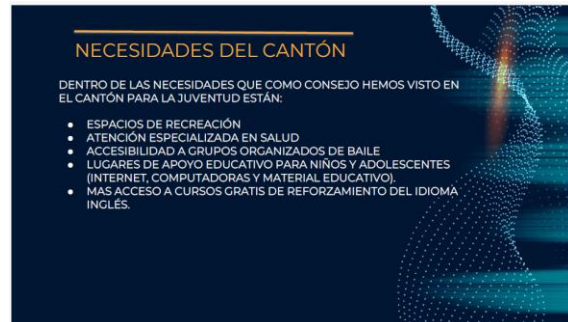 NECESIDADES DEL CANTÓN
DENTRO DE LAS NECESIDADES QUE COMO CONSEJO HEMOS VISTO EN
EL CANTÓN PARA LA JUVENTUD ESTÁN:
● ESPACIOS DE RECREACIÓN
● ATENCIÓN ESPECIALIZADA EN SALUD
● ACCESIBILIDAD A GRUPOS ORGANIZADOS DE BAILE
● LUGARES DE APOYO EDUCATIVO PARA NIÑOS Y ADOLESCENTES
(INTERNET, COMPUTADORAS Y MATERIAL EDUCATIVO).
● MAS ACCESO A CURSOS GRATIS DE REFORZAMIENTO DEL IDIOMA
INGLÉS.